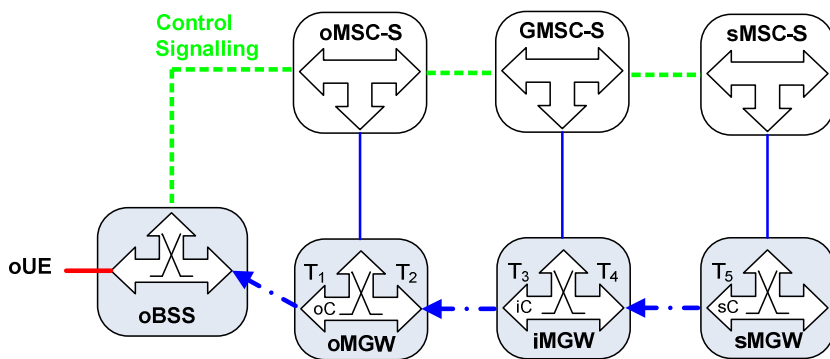 Control
Signalling
oMSC-S
GMSC-S
sMSC-S
oUE
oBSS
T1
T2
oC
oMGW
T3
T4
iC
iMGW
T5
sC
sMGW